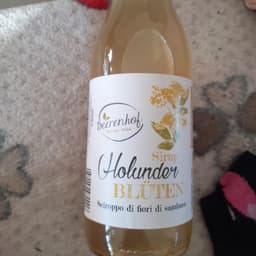 Beerenhof
Sirup
Holunder
BLÜTEN
Sciroppo di fiori di sambuco